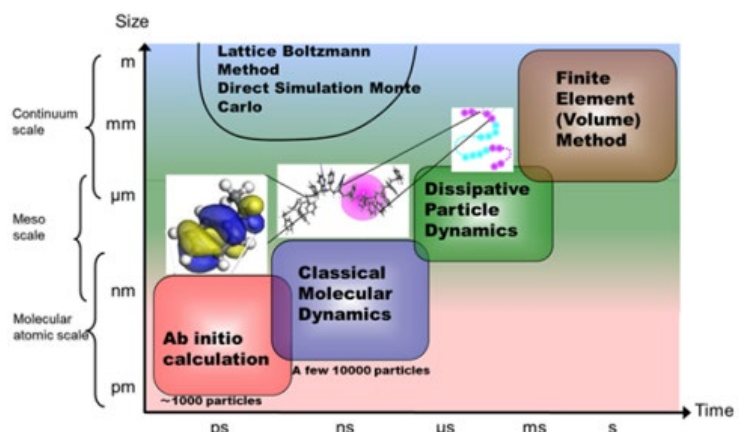 Size
m
Lattice Boltzmann
Method
Direct Simulation Monte
Carlo
Finite
Element
(Volume)
Method
Continuum
scale
mm
μm
Dissipative
Particle
Dynamics
Meso
scale
nm
Classical
Molecular
Dynamics
Molecular
atomic scale
Ab initio
calculation
A few 10000 particles
pm
~1000 particles
Time
ps
ns
μs
ms
s